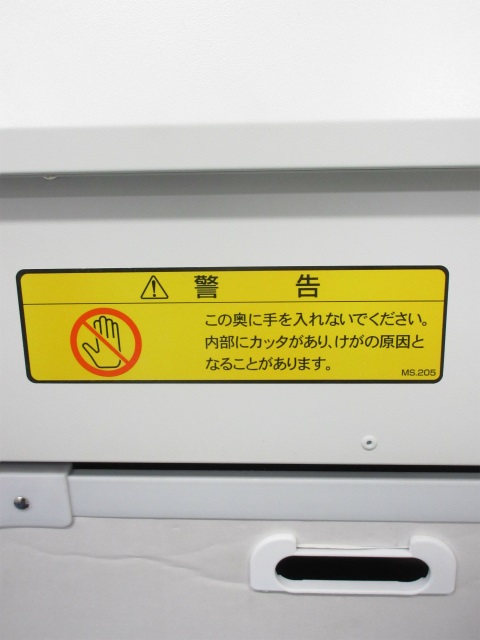 警告
この奥に手を入れないでください。
内部にカッタがあり、けがの原因と
なることがあります。
MS.205